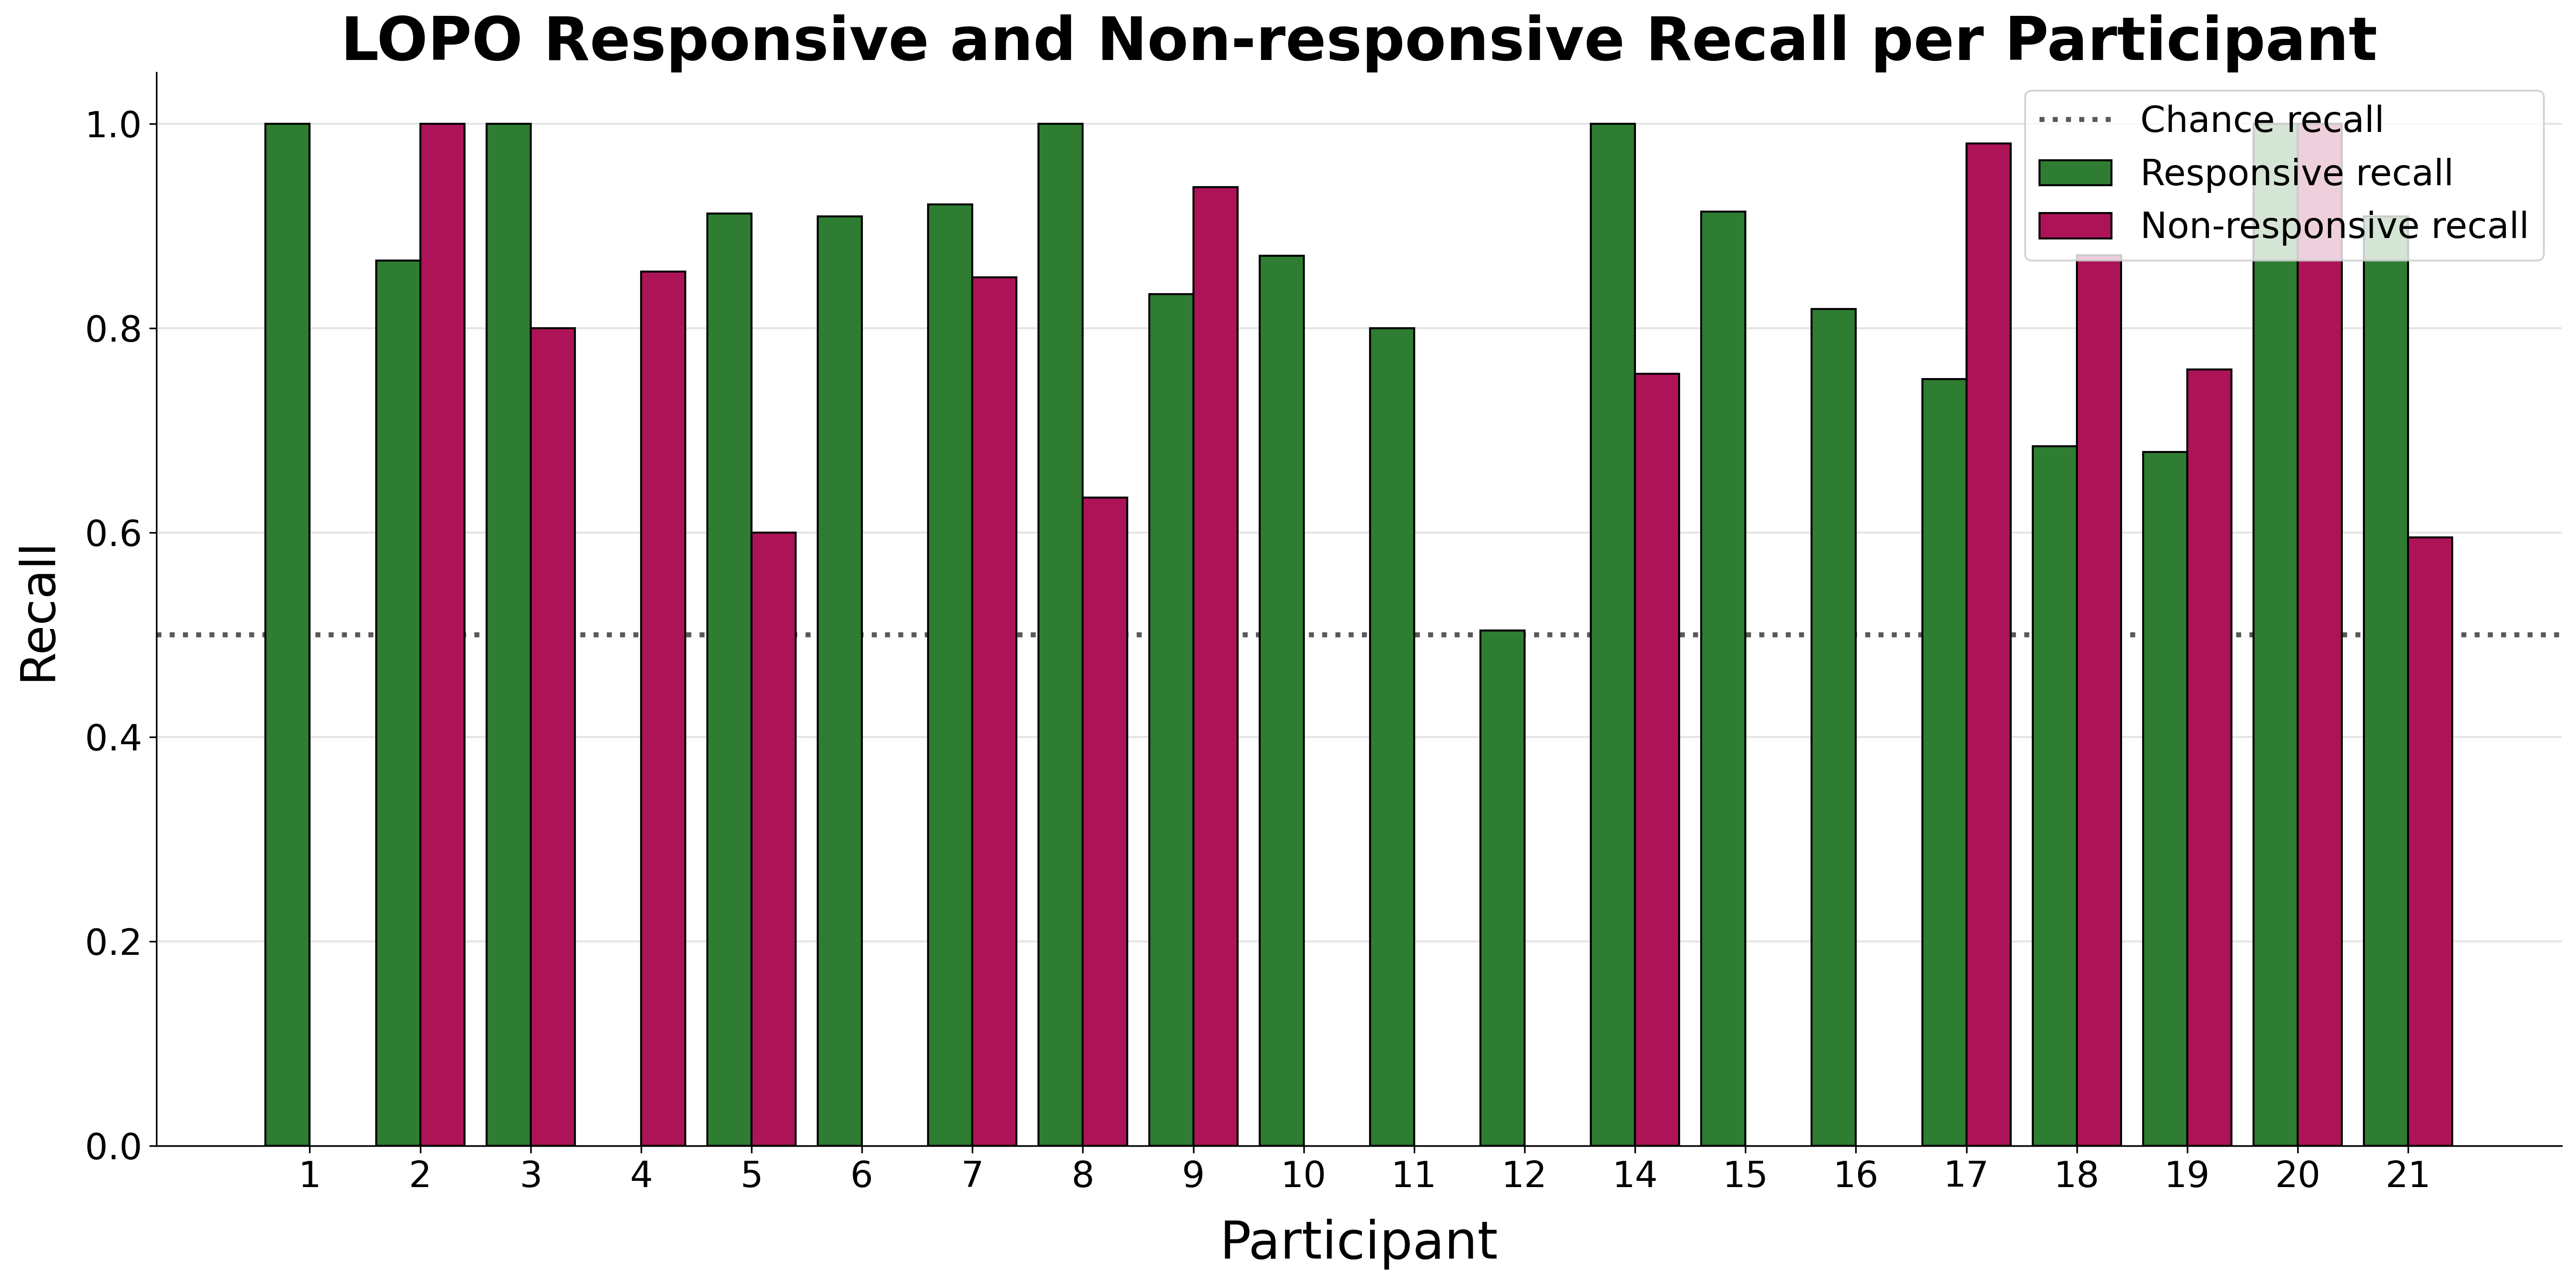 LOPO Responsive and Non-responsive Recall per Participant
Chance recall
Responsive recall
Non-responsive recall
1.0
0.8
0.6
0.4
0.2
0.0
Recall
1 2 3 4 5 6 7 8 9 10 11 12 14 15 16 17 18 19 20 21
Participant